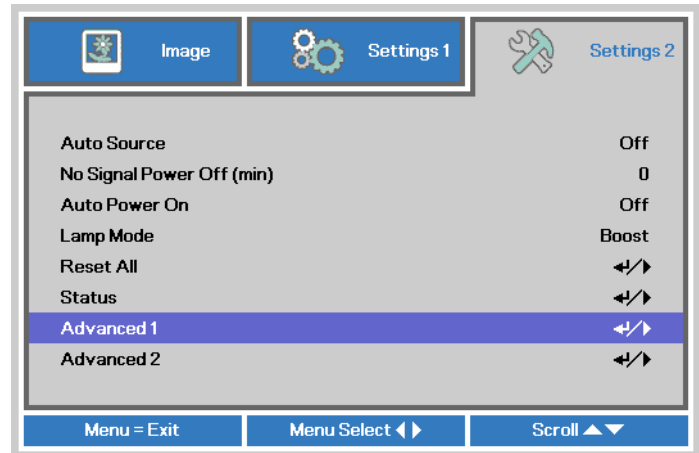 Image Settings 1 Settings 2
Auto Source Off
No Signal Power Off (min) 0
Auto Power On Off
Lamp Mode Boost
Reset All ↵/▶
Status ↵/▶
Advanced 1 ↵/▶
Advanced 2 ↵/▶
Menu = Exit Menu Select ◀▶ Scroll ▲▼